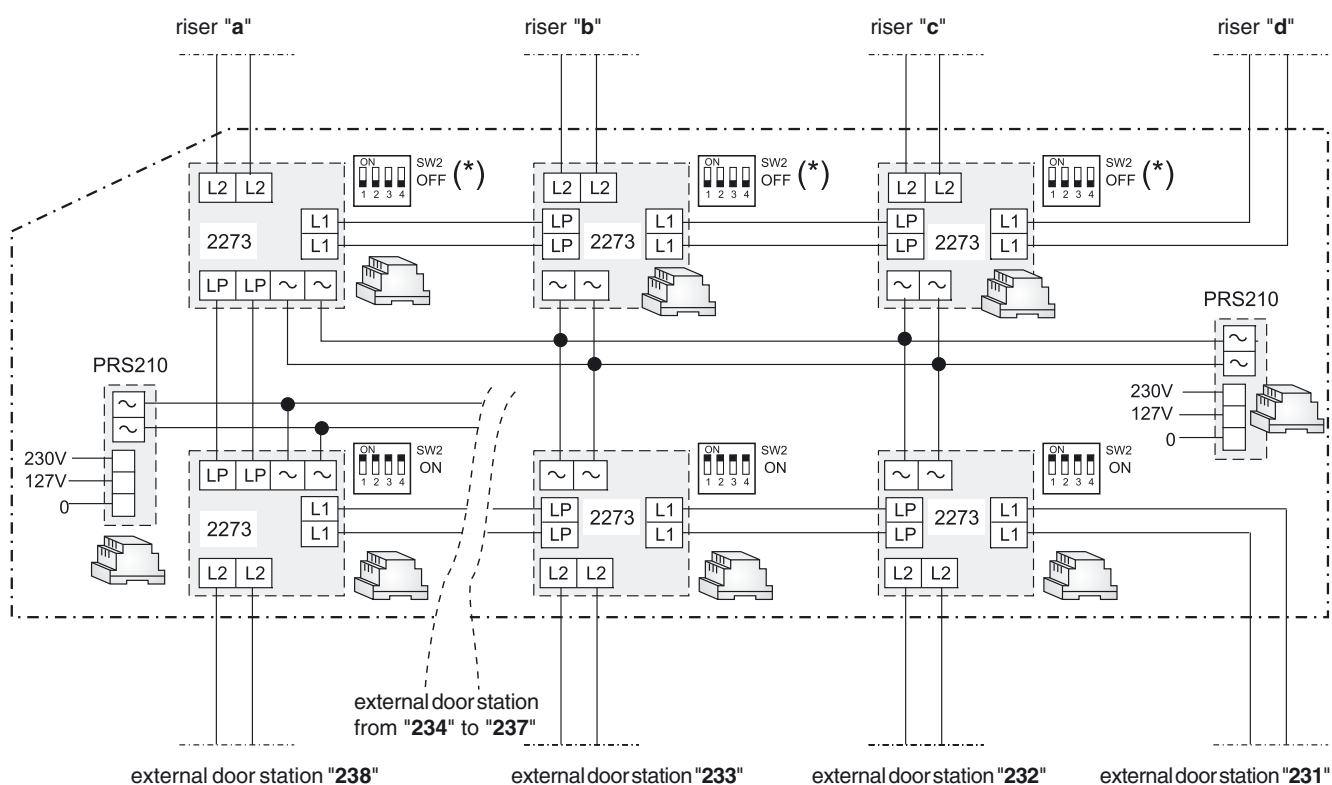 riser "a" riser "b" riser "c" riser "d"
ON SW2 OFF (*) ON SW2 OFF (*) ON SW2 OFF (*)
1 2 3 4 1 2 3 4 1 2 3 4
L2 L2 L2 L2 L2 L2
L1 LP L1 LP L1
2273 L1 LP 2273 L1 LP 2273 L1
LP LP ~ ~ ~ ~ ~ ~
PRS210
~
~
230V
127V
0
PRS210
~
~
230V
127V
0
ON SW2 ON ON SW2 ON ON SW2 ON
1 2 3 4 1 2 3 4 1 2 3 4
LP LP ~ ~ ~ ~ ~ ~
L1 LP L1 LP L1
2273 L1 LP 2273 L1 LP 2273 L1
L2 L2 L2 L2 L2 L2
external door station
from "234" to "237"
external door station "238" external door station "233" external door station "232" external door station "231"